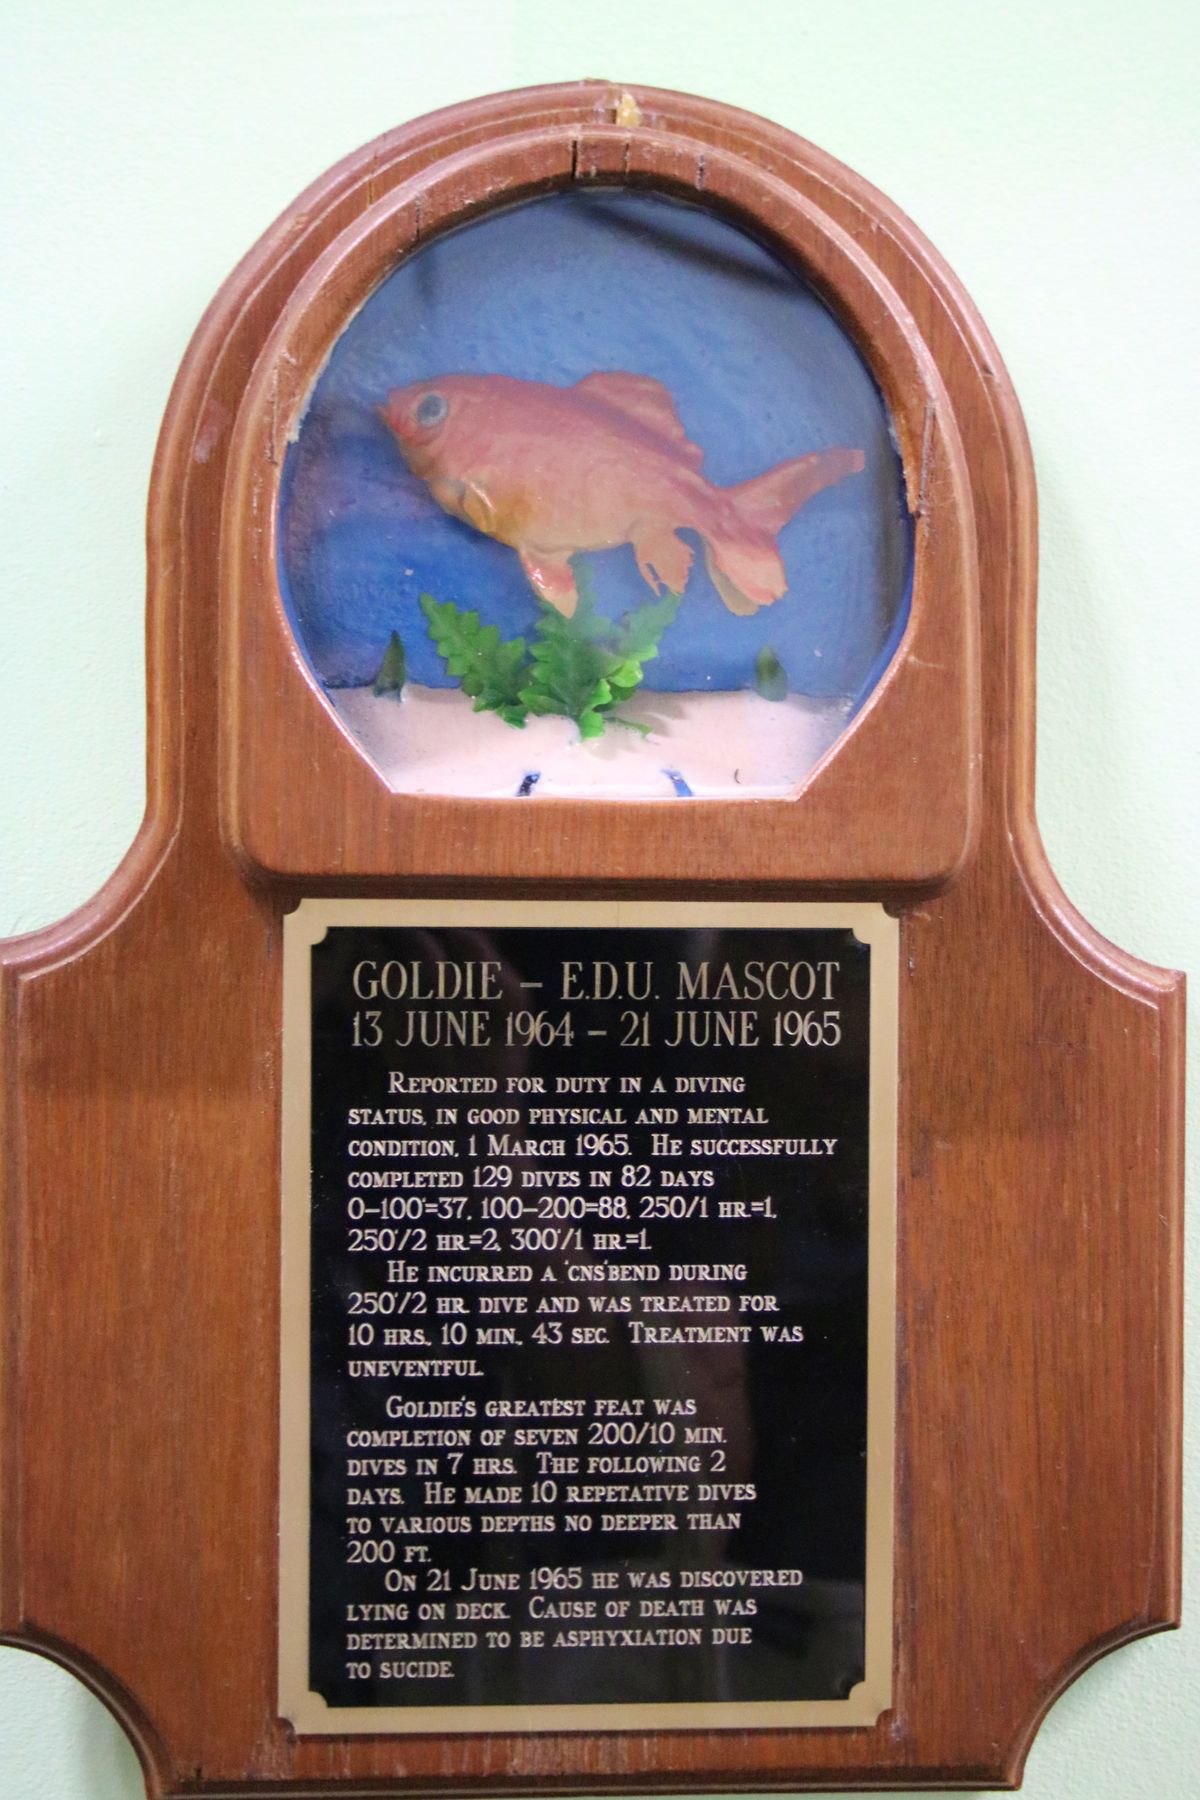 GOLDIE – E.D.U. MASCOT
13 JUNE 1964 – 21 JUNE 1965
REPORTED FOR DUTY IN A DIVING
STATUS, IN GOOD PHYSICAL AND MENTAL
CONDITION, 1 MARCH 1965. HE SUCCESSFULLY
COMPLETED 129 DIVES IN 82 DAYS
0–100'=37, 100–200=88, 250/1 HR.=1,
250'/2 HR.=2, 300'/1 HR.=1.
HE INCURRED A 'CNS'BEND DURING
250'/2 HR. DIVE AND WAS TREATED FOR
10 HRS., 10 MIN., 43 SEC. TREATMENT WAS
UNEVENTFUL.
GOLDIE'S GREATEST FEAT WAS
COMPLETION OF SEVEN 200/10 MIN.
DIVES IN 7 HRS. THE FOLLOWING 2
DAYS. HE MADE 10 REPETATIVE DIVES
TO VARIOUS DEPTHS NO DEEPER THAN
200 FT.
ON 21 JUNE 1965 HE WAS DISCOVERED
LYING ON DECK. CAUSE OF DEATH WAS
DETERMINED TO BE ASPHYXIATION DUE
TO SUCIDE.